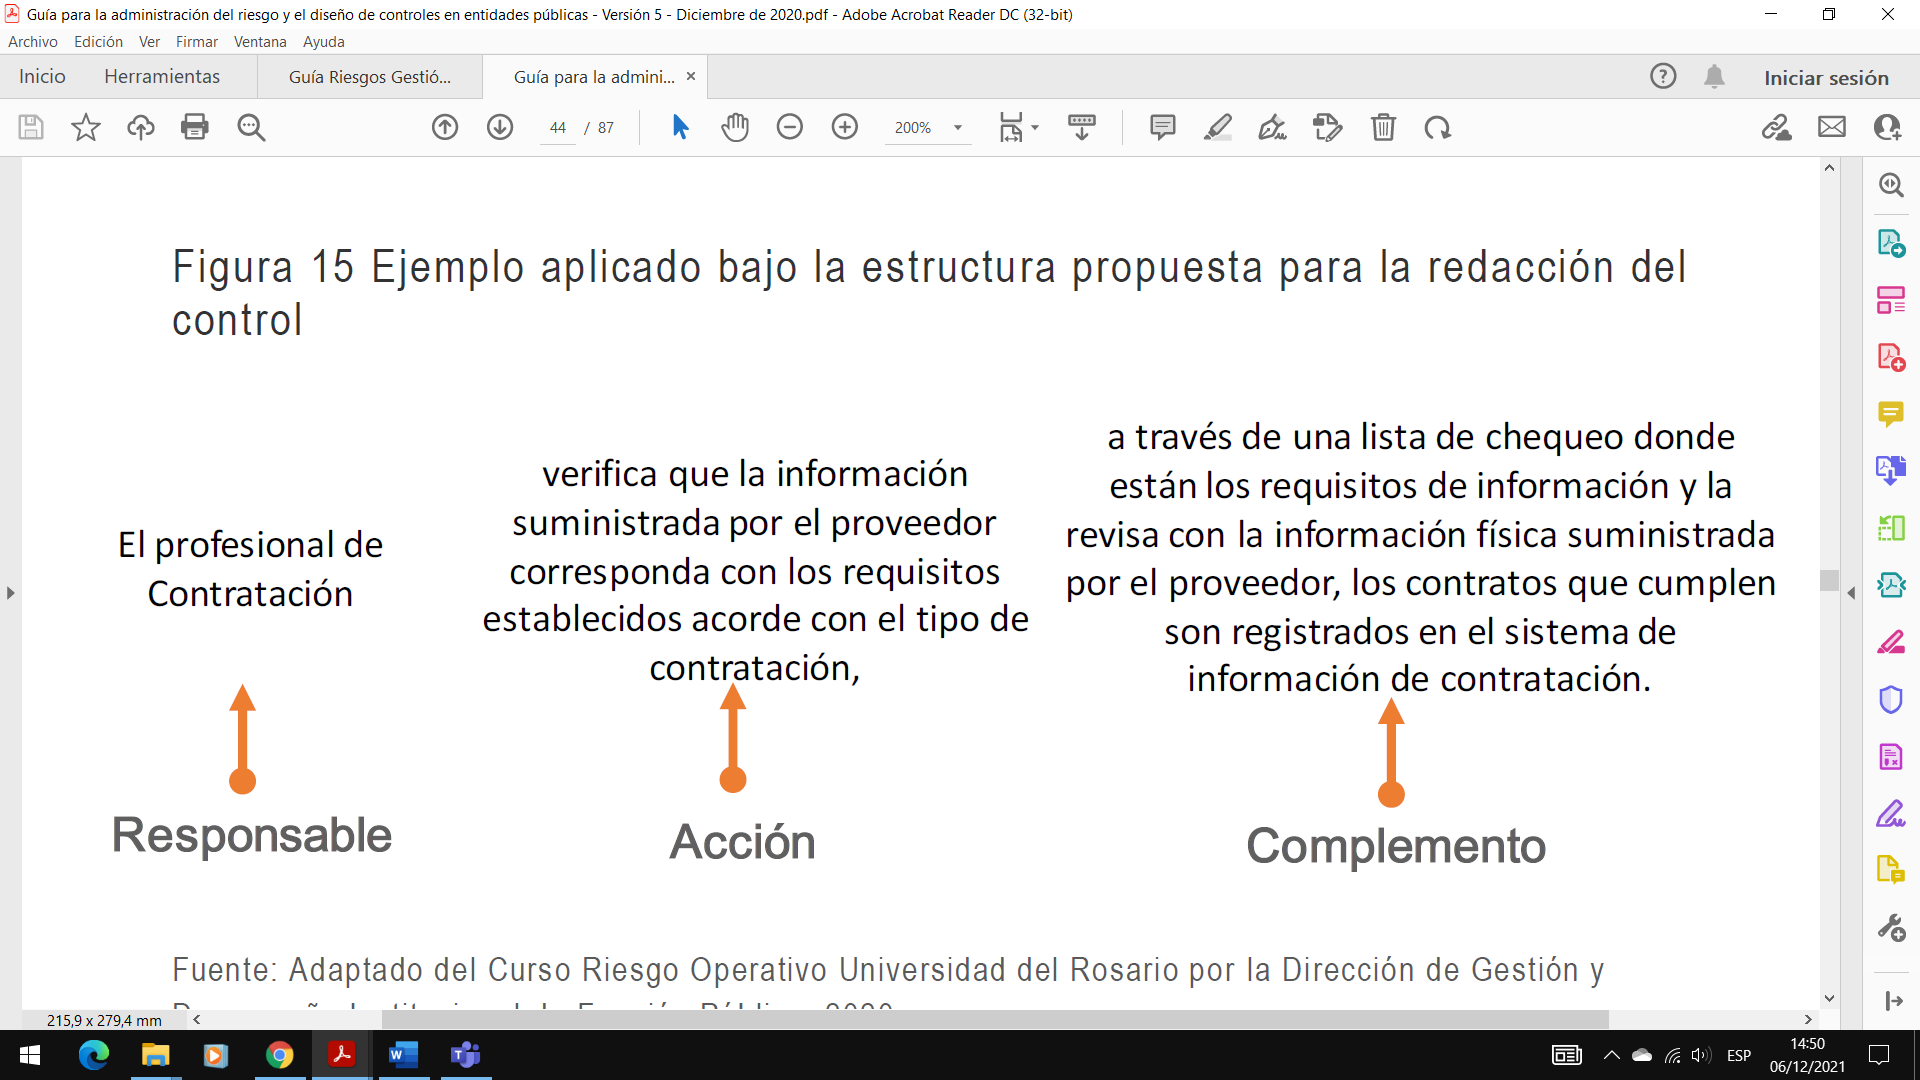 Guía para la administración del riesgo y el diseño de controles en entidades públicas - Versión 5 - Diciembre de 2020.pdf - Adobe Acrobat Reader DC (32-bit)
Archivo Edición Ver Firmar Ventana Ayuda
Inicio Herramientas Guía Riesgos Gestió... Guía para la admini... Iniciar sesión
44 / 87 200%
Figura 15 Ejemplo aplicado bajo la estructura propuesta para la redacción del
control
El profesional de
Contratación
verifica que la información
suministrada por el proveedor
corresponda con los requisitos
establecidos acorde con el tipo de
contratación,
a través de una lista de chequeo donde
están los requisitos de información y la
revisa con la información física suministrada
por el proveedor, los contratos que cumplen
son registrados en el sistema de
información de contratación.
Responsable
Acción
Complemento
Fuente: Adaptado del Curso Riesgo Operativo Universidad del Rosario por la Dirección de Gestión y
215,9 x 279,4 mm
ESP
14:50
06/12/2021